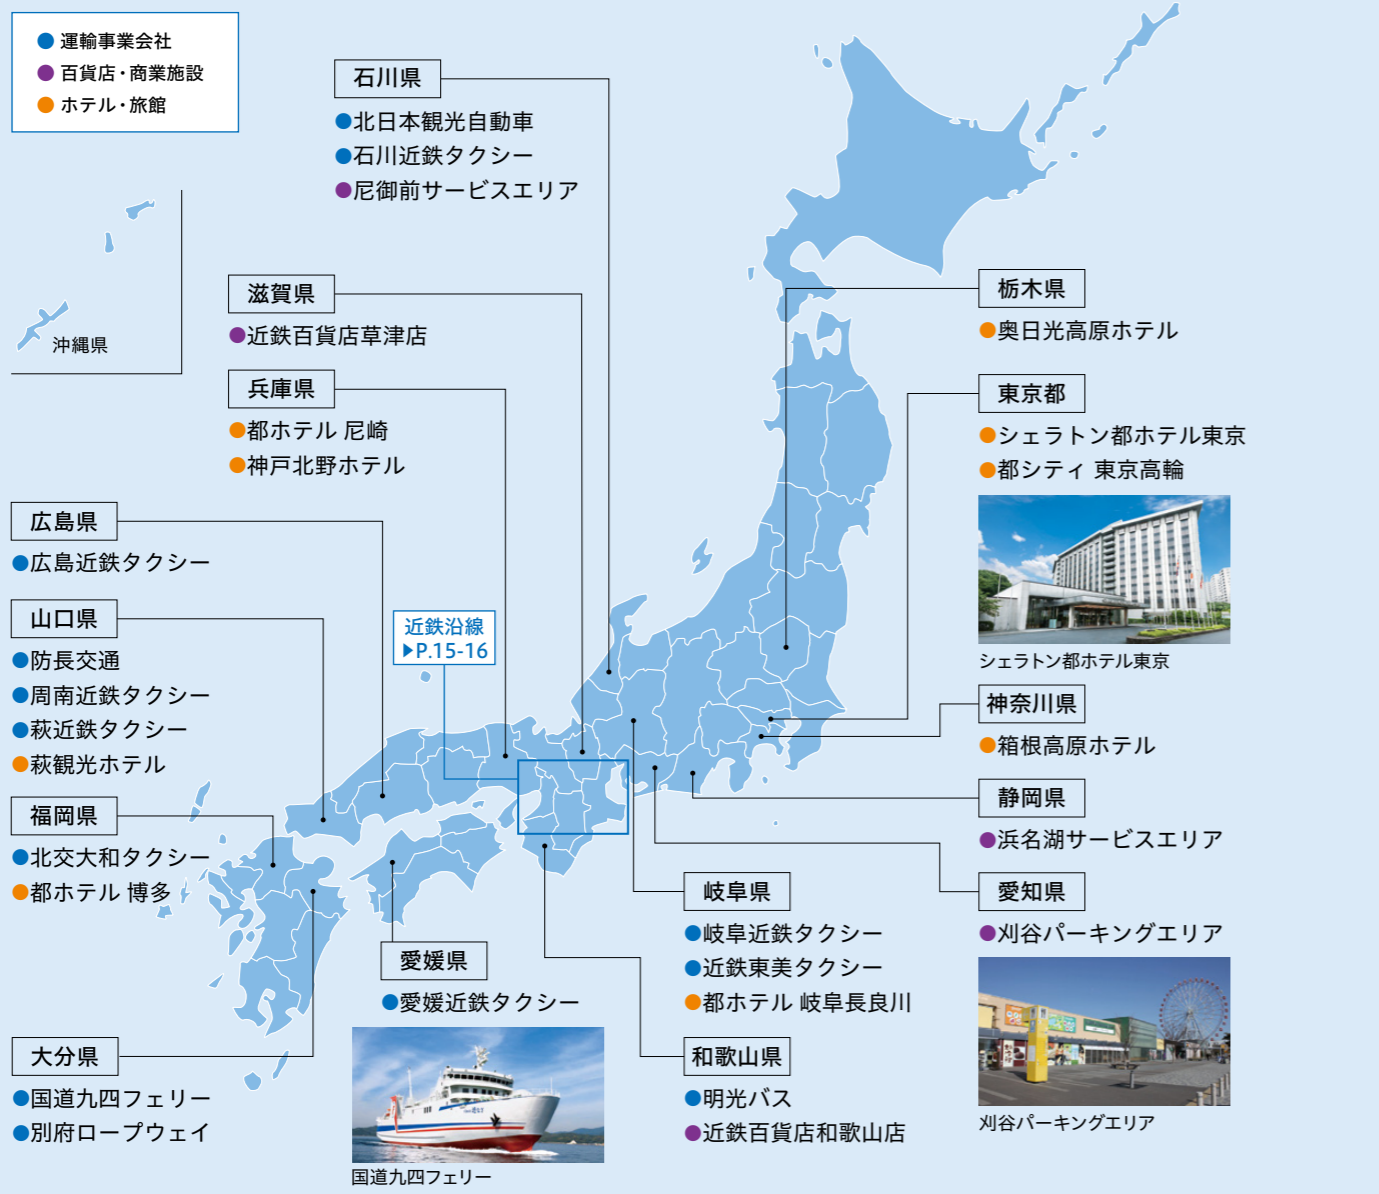 運輸事業会社
百貨店・商業施設
ホテル・旅館
沖縄県
石川県
北日本観光自動車
石川近鉄タクシー
尼御前サービスエリア
滋賀県
近鉄百貨店草津店
兵庫県
都ホテル 尼崎
神戸北野ホテル
広島県
広島近鉄タクシー
山口県
防長交通
周南近鉄タクシー
萩近鉄タクシー
萩観光ホテル
福岡県
北交大和タクシー
都ホテル 博多
大分県
国道九四フェリー
別府ロープウェイ
近鉄沿線
▶P.15-16
愛媛県
愛媛近鉄タクシー
国道九四フェリー
岐阜県
岐阜近鉄タクシー
近鉄東美タクシー
都ホテル 岐阜長良川
和歌山県
明光バス
近鉄百貨店和歌山店
栃木県
奥日光高原ホテル
東京都
シェラトン都ホテル東京
都シティ 東京高輪
シェラトン都ホテル東京
神奈川県
箱根高原ホテル
静岡県
浜名湖サービスエリア
愛知県
刈谷パーキングエリア
刈谷パーキングエリア